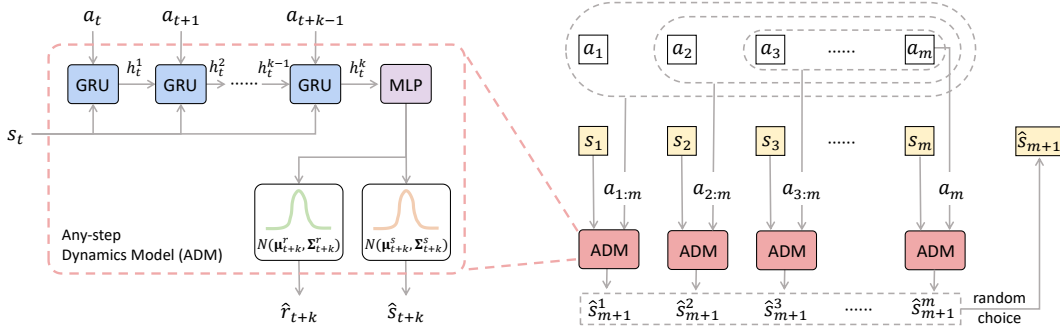 a_t a_{t+1} a_{t+k-1}
GRU h_t^1 GRU h_t^2 ...... h_t^{k-1} GRU h_t^k MLP
s_t
N(μ^r_{t+k}, Σ^r_{t+k}) N(μ^s_{t+k}, Σ^s_{t+k})
Any-step
Dynamics Model (ADM)
r̂_{t+k} ŝ_{t+k}
a_1 a_2 a_3 ...... a_m
s_1 s_2 s_3 ...... s_m ŝ_{m+1}
a_{1:m} a_{2:m} a_{3:m} a_m
ADM ADM ADM ADM
ŝ^1_{m+1} ŝ^2_{m+1} ŝ^3_{m+1} ...... ŝ^m_{m+1} random
choice